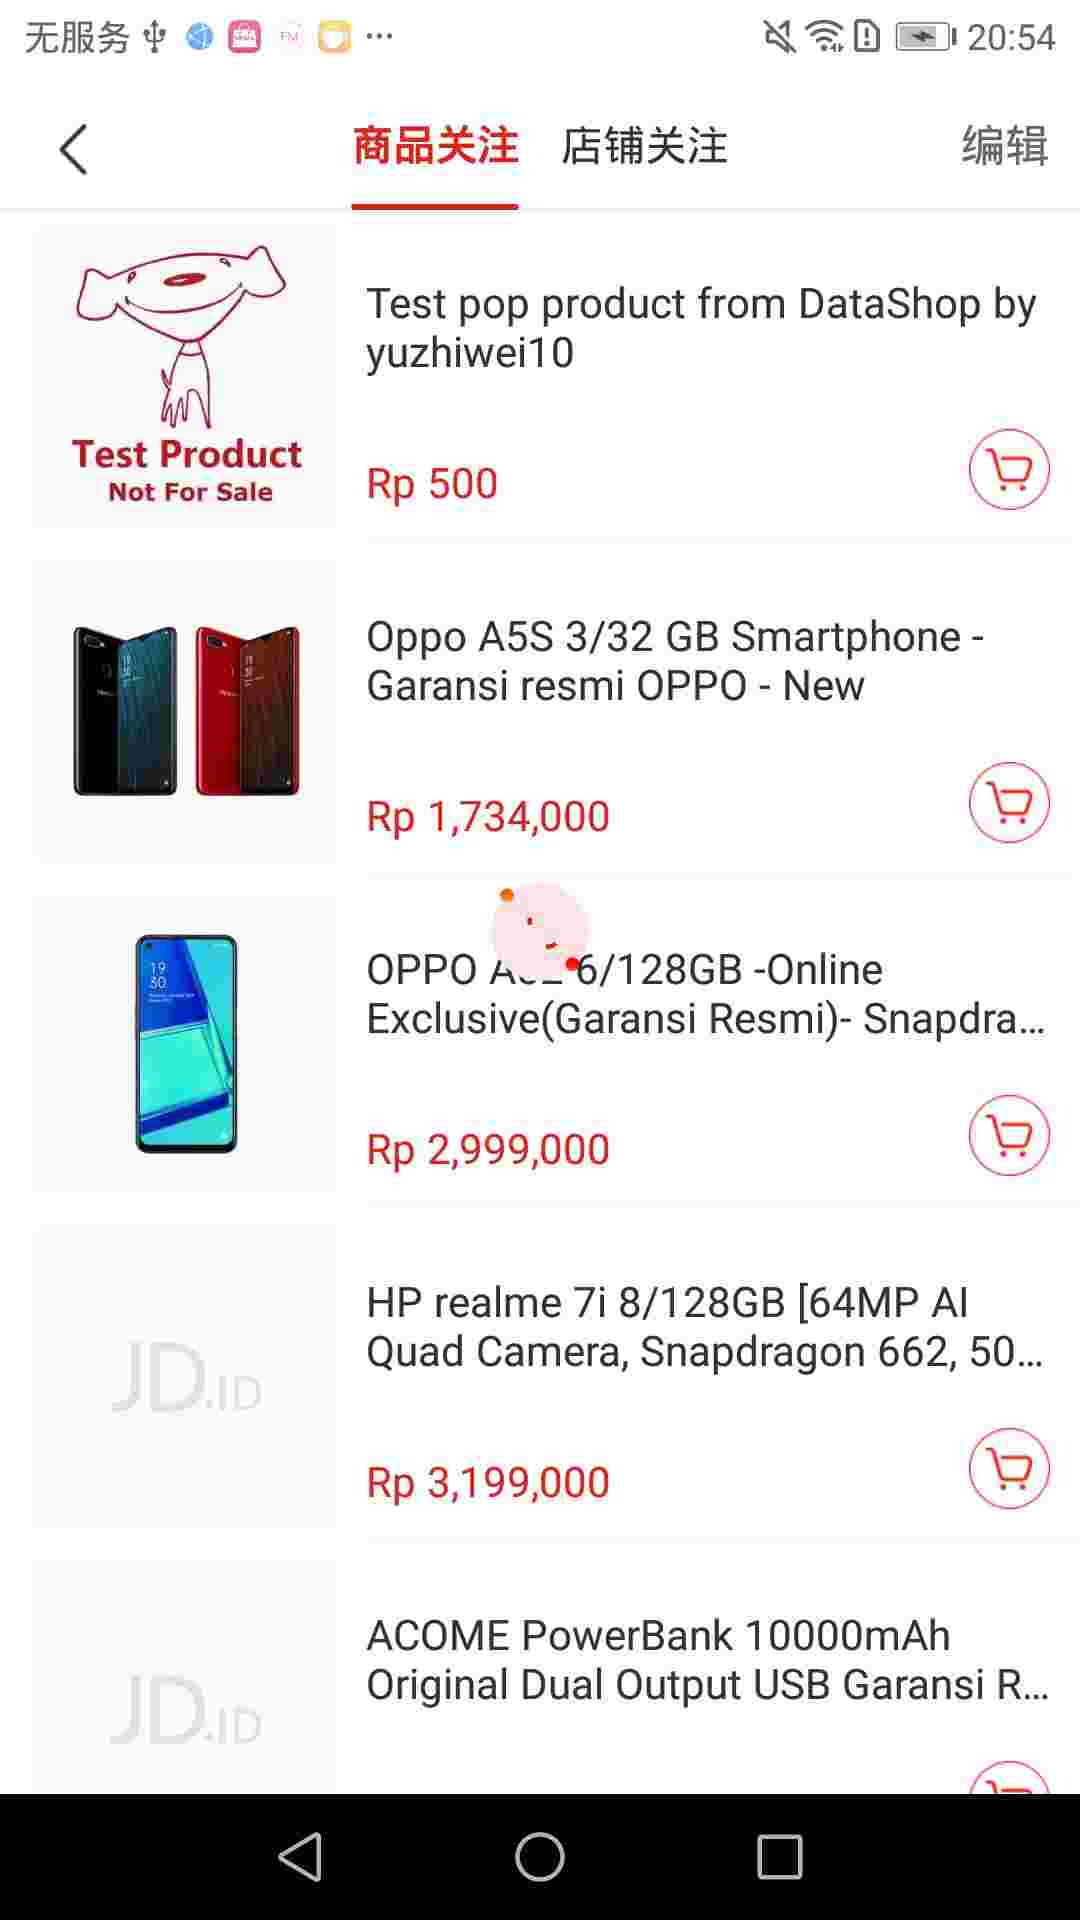 无服务
FM
20:54
商品关注 店铺关注 编辑
Test pop product from DataShop by
yuzhiwei10
Test Product
Not For Sale
Rp 500
Oppo A5S 3/32 GB Smartphone -
Garansi resmi OPPO - New
Rp 1,734,000
19
30
OPPO 6/128GB -Online
Exclusive(Garansi Resmi)- Snapdra...
Rp 2,999,000
HP realme 7i 8/128GB [64MP AI
Quad Camera, Snapdragon 662, 50...
JD.ID
Rp 3,199,000
ACOME PowerBank 10000mAh
Original Dual Output USB Garansi R...
JD.ID